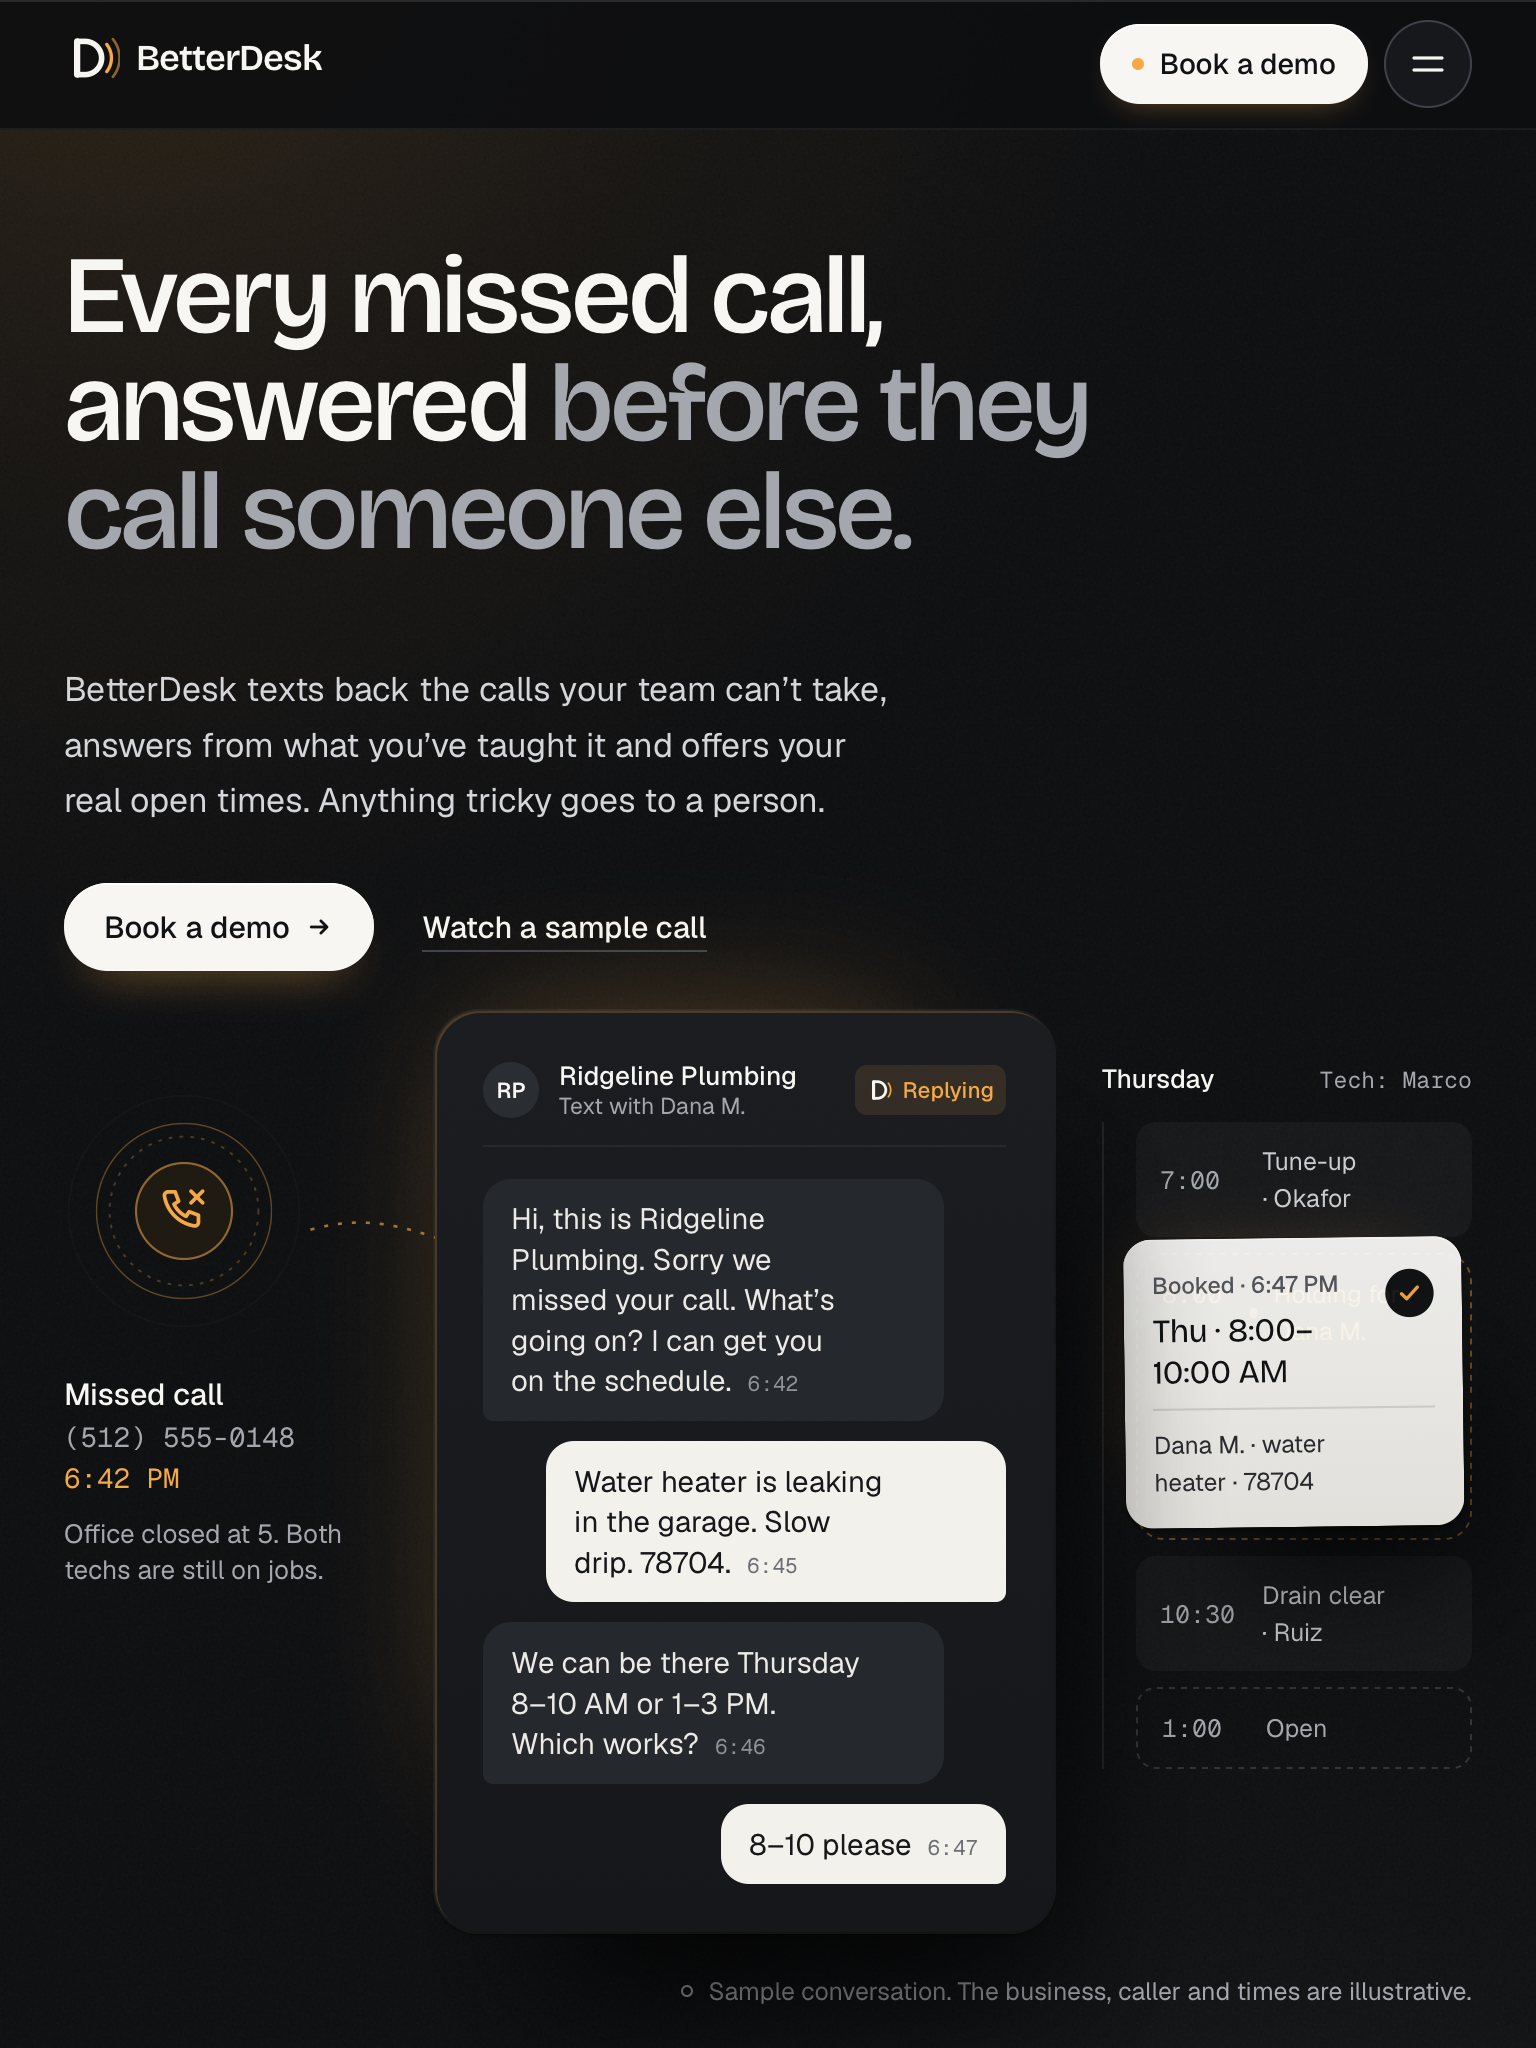 BetterDesk
Book a demo
Every missed call,
answered before they
call someone else.
BetterDesk texts back the calls your team can’t take,
answers from what you’ve taught it and offers your
real open times. Anything tricky goes to a person.
Book a demo →
Watch a sample call
Missed call
(512) 555-0148
6:42 PM
Office closed at 5. Both
techs are still on jobs.
RP
Ridgeline Plumbing
Text with Dana M.
Replying
Hi, this is Ridgeline
Plumbing. Sorry we
missed your call. What’s
going on? I can get you
on the schedule. 6:42
Water heater is leaking
in the garage. Slow
drip. 78704. 6:45
We can be there Thursday
8–10 AM or 1–3 PM.
Which works? 6:46
8–10 please 6:47
Thursday
Tech: Marco
7:00
Tune-up
· Okafor
Booked · 6:47 PM
Thu · 8:00–
10:00 AM
Dana M. · water
heater · 78704
10:30
Drain clear
· Ruiz
1:00
Open
Sample conversation. The business, caller and times are illustrative.